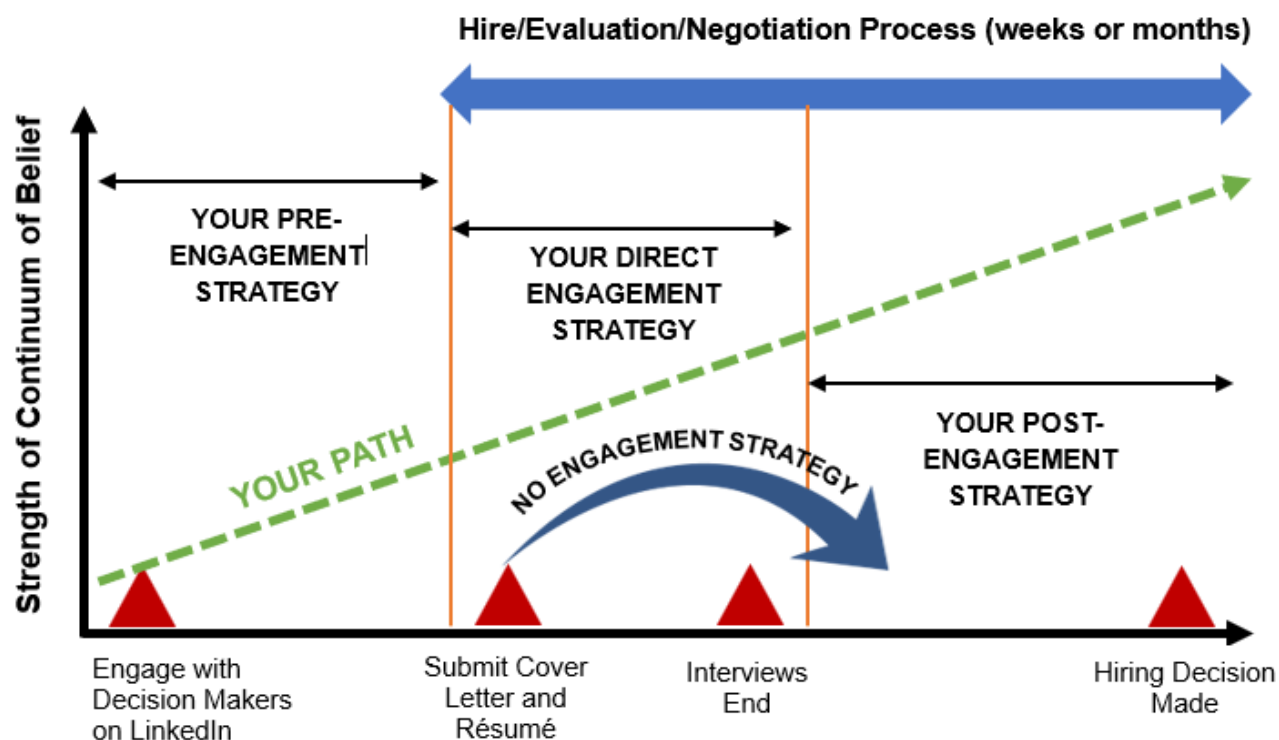 Hire/Evaluation/Negotiation Process (weeks or months)
Strength of Continuum of Belief
YOUR PRE-
ENGAGEMENT
STRATEGY
YOUR DIRECT
ENGAGEMENT
STRATEGY
YOUR POST-
ENGAGEMENT
STRATEGY
YOUR PATH
NO ENGAGEMENT STRATEGY
Engage with
Decision Makers
on LinkedIn
Submit Cover
Letter and
Résumé
Interviews
End
Hiring Decision
Made